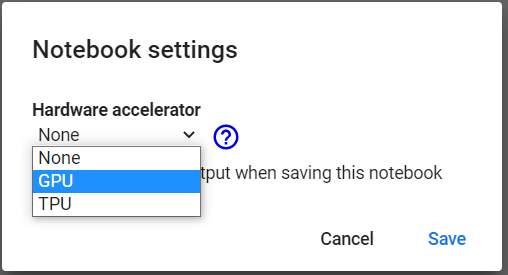 Notebook settings
Hardware accelerator
None
None
GPU
tput when saving this notebook
TPU
Cancel Save